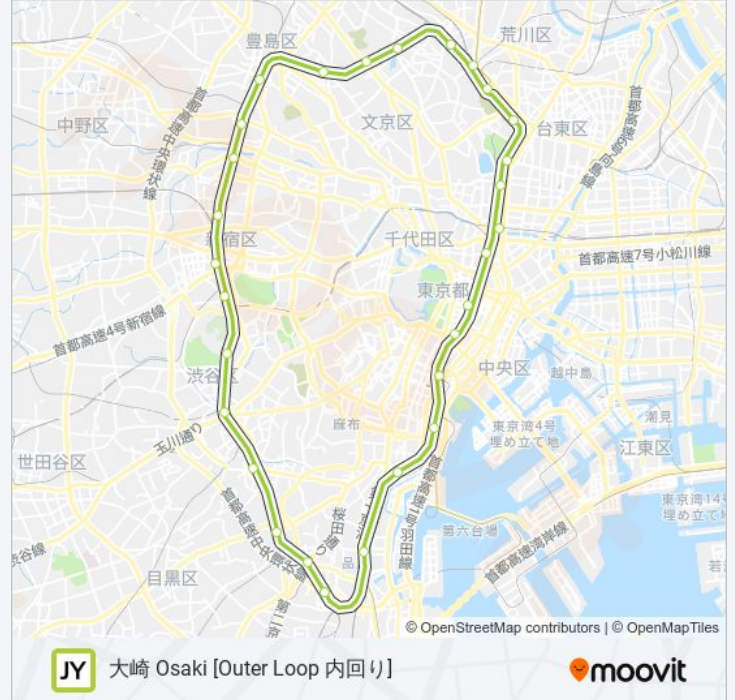 豊島区
荒川区
首都高速中央環状線
首都高速6号向島線
中野区
文京区
台東区
新宿区
千代田区
首都高速7号小松川線
東京都
首都高速4号新宿線
渋谷区
中央区
越中島
麻布
潮見
玉川通り
東京湾4号
埋め立て地
江東区
世田谷区
首都高速1号羽田線
東京湾14号
埋め立て地
桜田通り
第六台場
首都高速湾岸線
渋谷線
目黒区
品
若
第二京
© OpenStreetMap contributors | © OpenMapTiles
JY 大崎 Osaki [Outer Loop 内回り] moovit